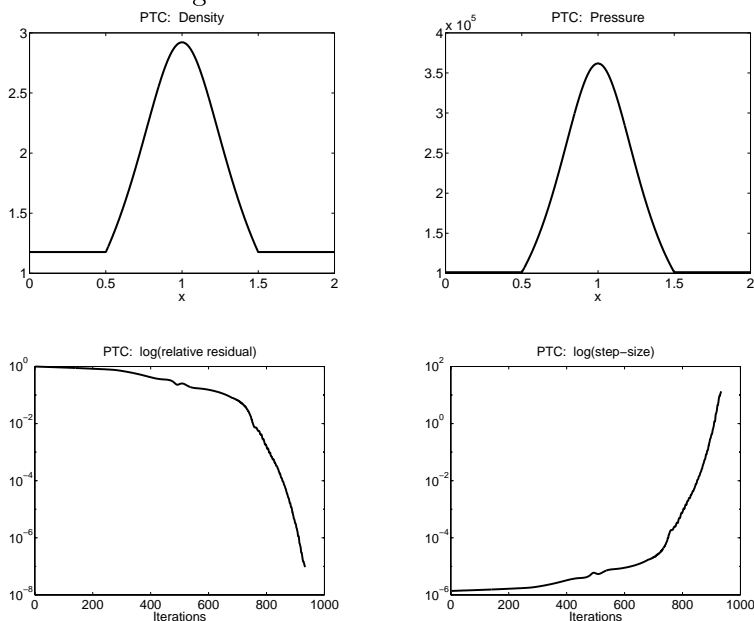 PTC: Density
3
2.5
2
1.5
1
0 0.5 1 1.5 2
x
PTC: Pressure
4 x 10^5
3.5
3
2.5
2
1.5
1
0 0.5 1 1.5 2
x
PTC: log(relative residual)
10^0
10^-2
10^-4
10^-6
10^-8
0 200 400 600 800 1000
Iterations
PTC: log(step-size)
10^2
10^0
10^-2
10^-4
10^-6
0 200 400 600 800 1000
Iterations